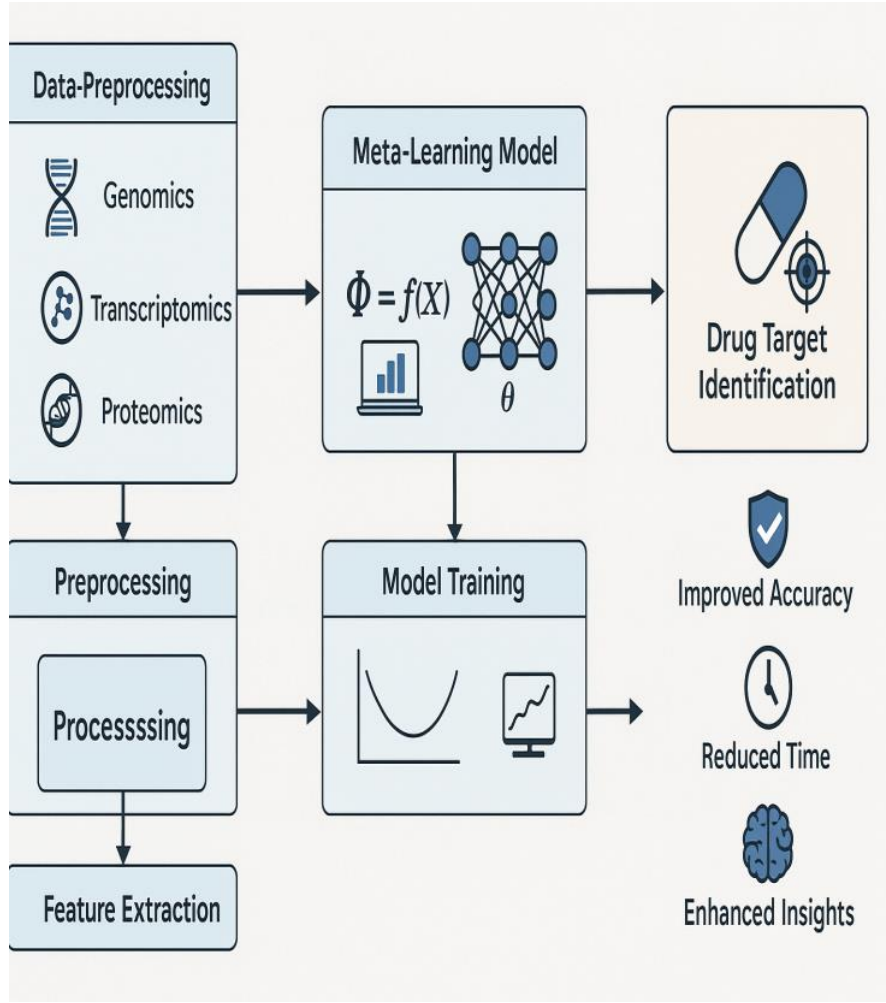 Data-Preprocessing
Genomics
Transcriptomics
Proteomics
Meta-Learning Model
Φ = f(X)
θ
Drug Target
Identification
Preprocessing
Processssing
Feature Extraction
Model Training
Improved Accuracy
Reduced Time
Enhanced Insights